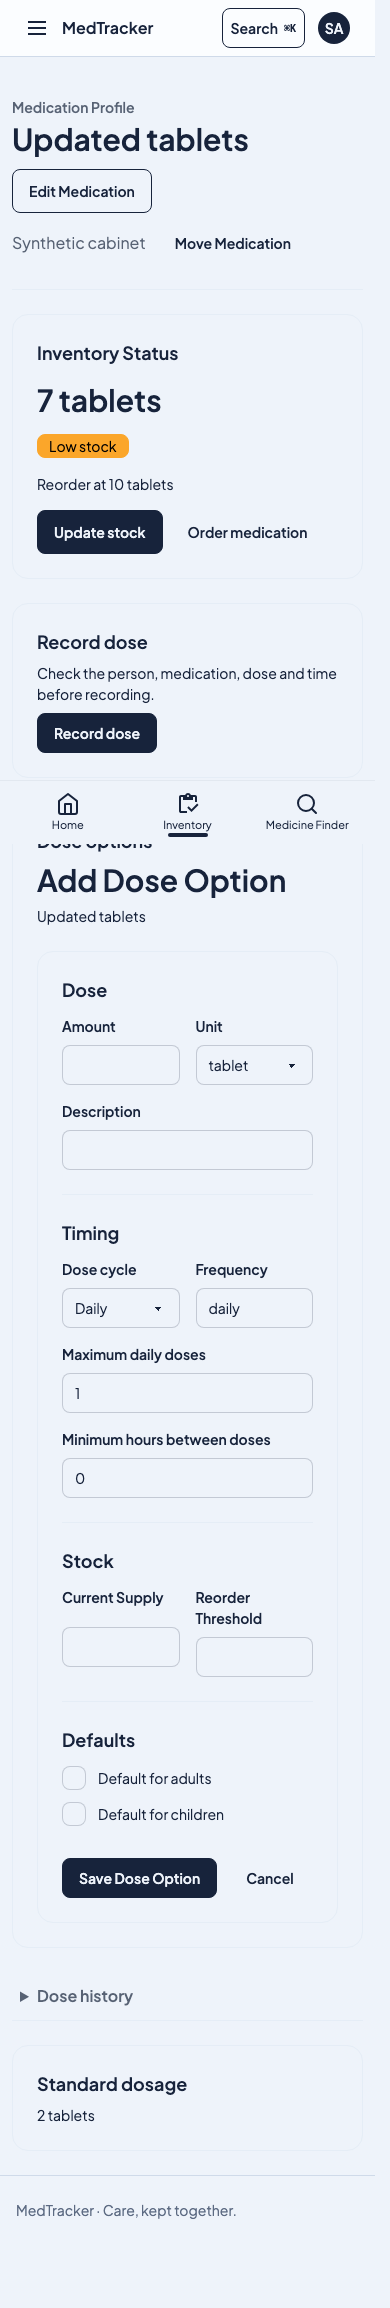 MedTracker
Search ⌘K
SA
Medication Profile
Updated tablets
Edit Medication
Synthetic cabinet
Move Medication
Inventory Status
7 tablets
Low stock
Reorder at 10 tablets
Update stock
Order medication
Record dose
Check the person, medication, dose and time
before recording.
Record dose
Home
Inventory
Medicine Finder
Dose options
Add Dose Option
Updated tablets
Dose
Amount
Unit
tablet
Description
Timing
Dose cycle
Frequency
Daily
daily
Maximum daily doses
1
Minimum hours between doses
0
Stock
Current Supply
Reorder
Threshold
Defaults
Default for adults
Default for children
Save Dose Option
Cancel
Dose history
Standard dosage
2 tablets
MedTracker · Care, kept together.